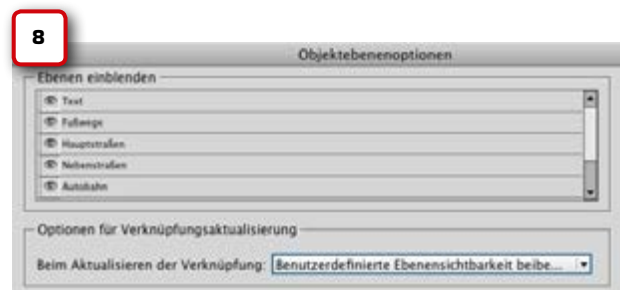 8
Objektebenenoptionen
Ebenen einblenden
Text
Fußwege
Hauptstraßen
Nebenstraßen
Autobahn
Optionen für Verknüpfungsaktualisierung
Beim Aktualisieren der Verknüpfung: Benutzerdefinierte Ebenensichtbarkeit beibe...